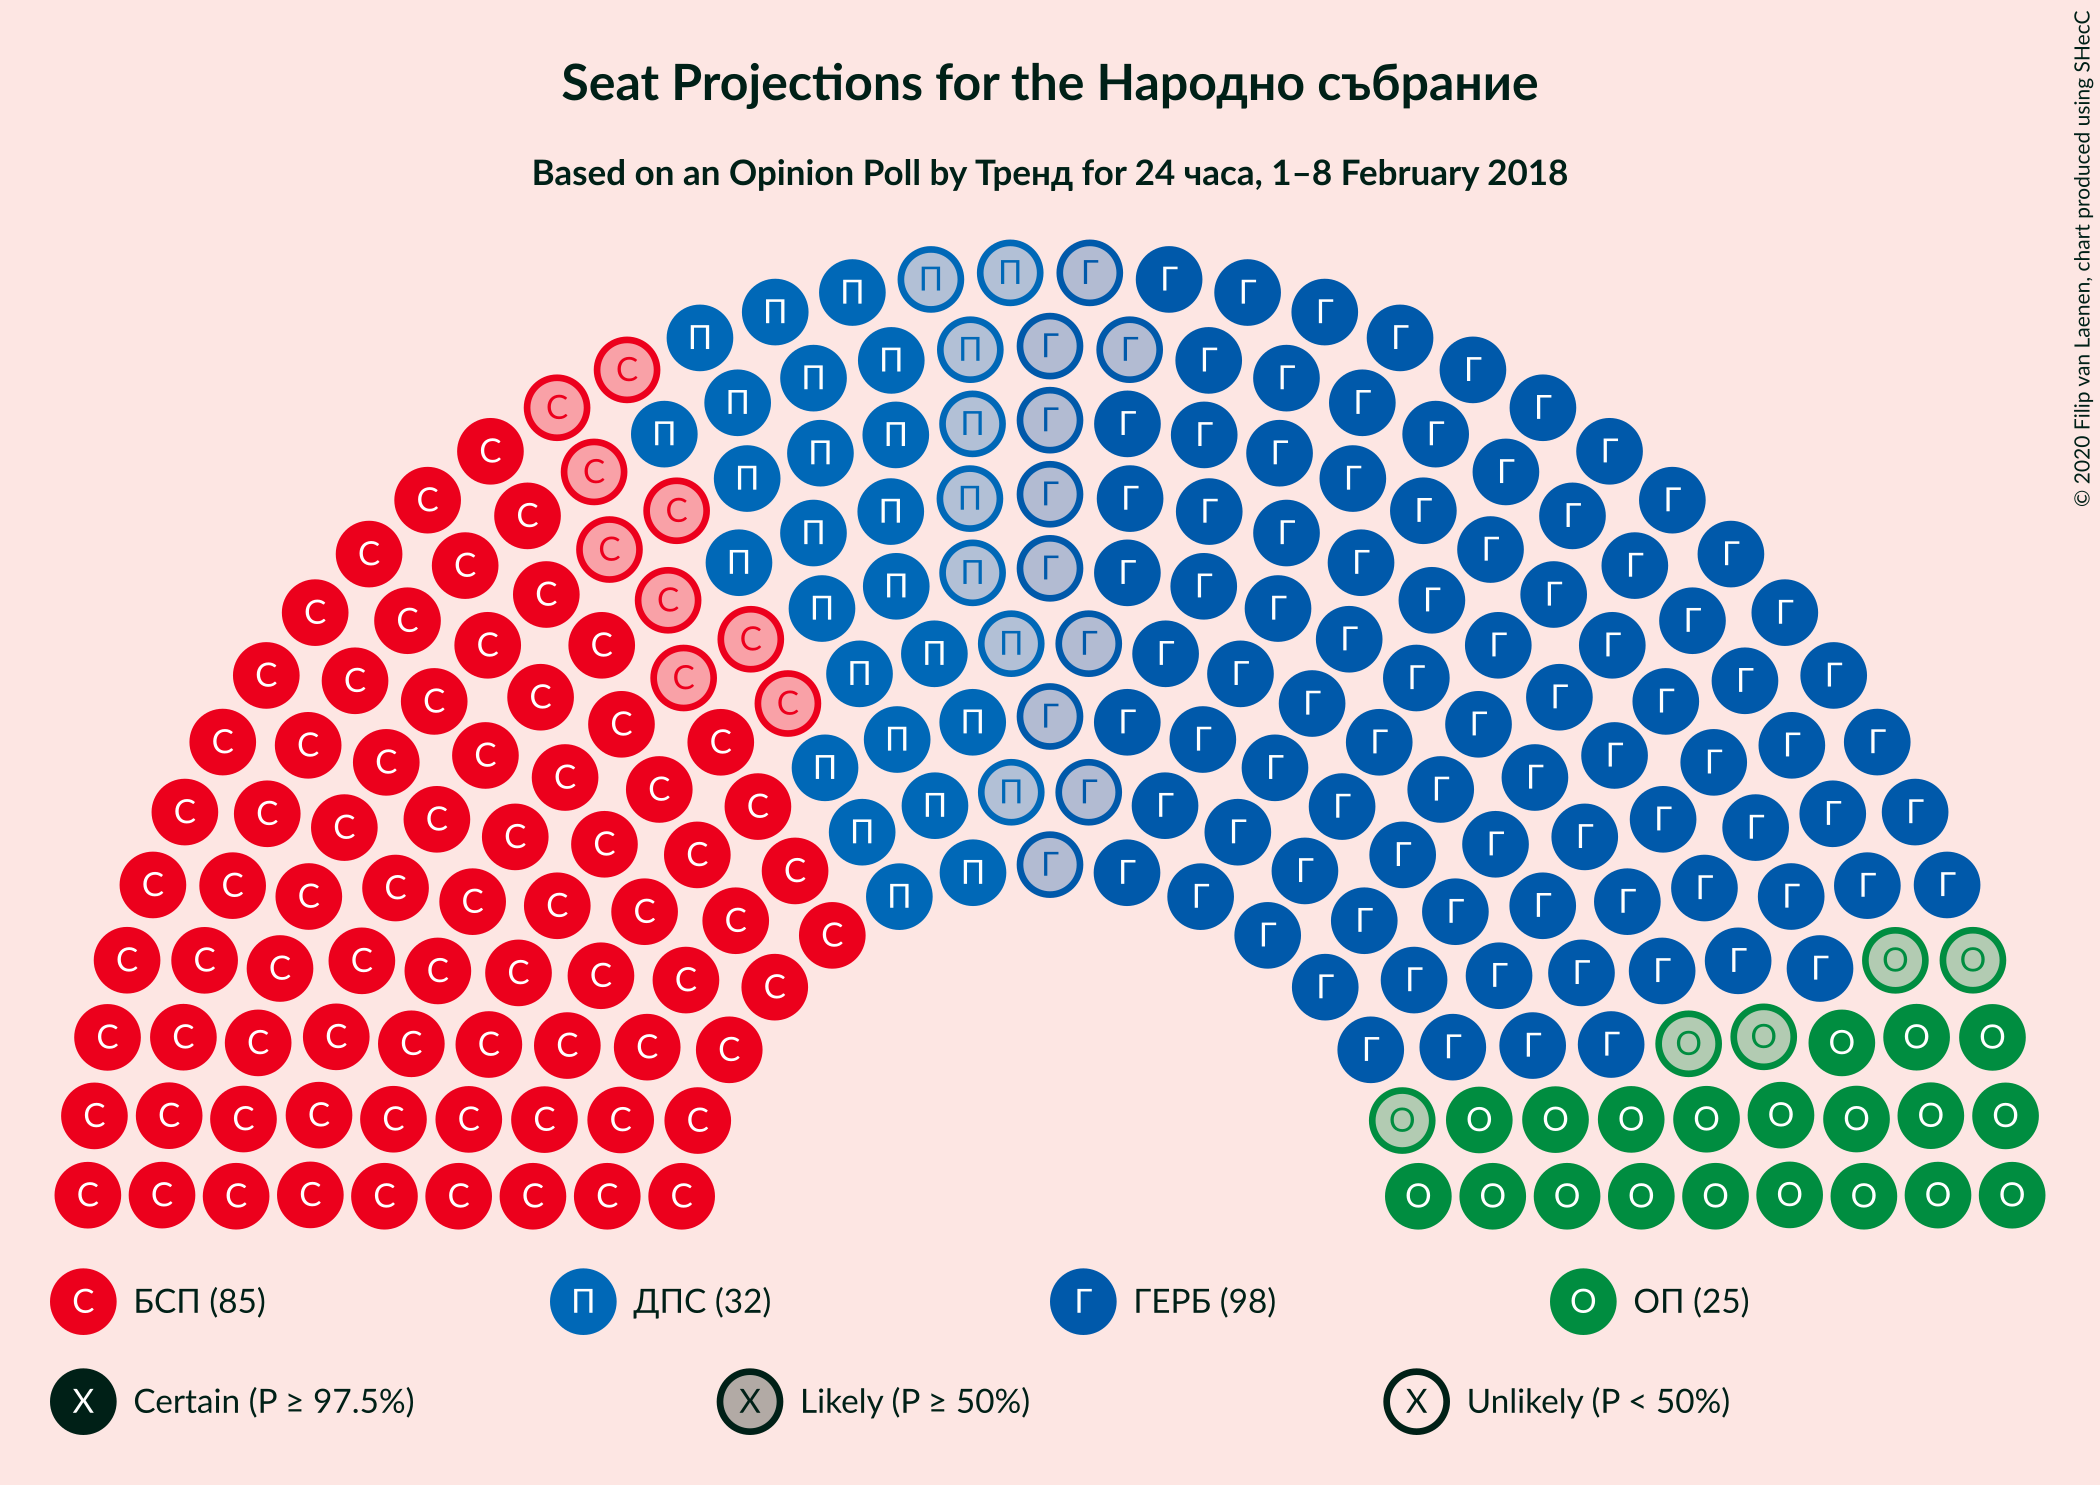 Seat Projections for the Народно събрание
Based on an Opinion Poll by Тренд for 24 часа, 1–8 February 2018
© 2020 Filip van Laenen, chart produced using SHecC
С БСП (85)
П ДПС (32)
Г ГЕРБ (98)
О ОП (25)
X Certain (P ≥ 97.5%)
X Likely (P ≥ 50%)
X Unlikely (P < 50%)